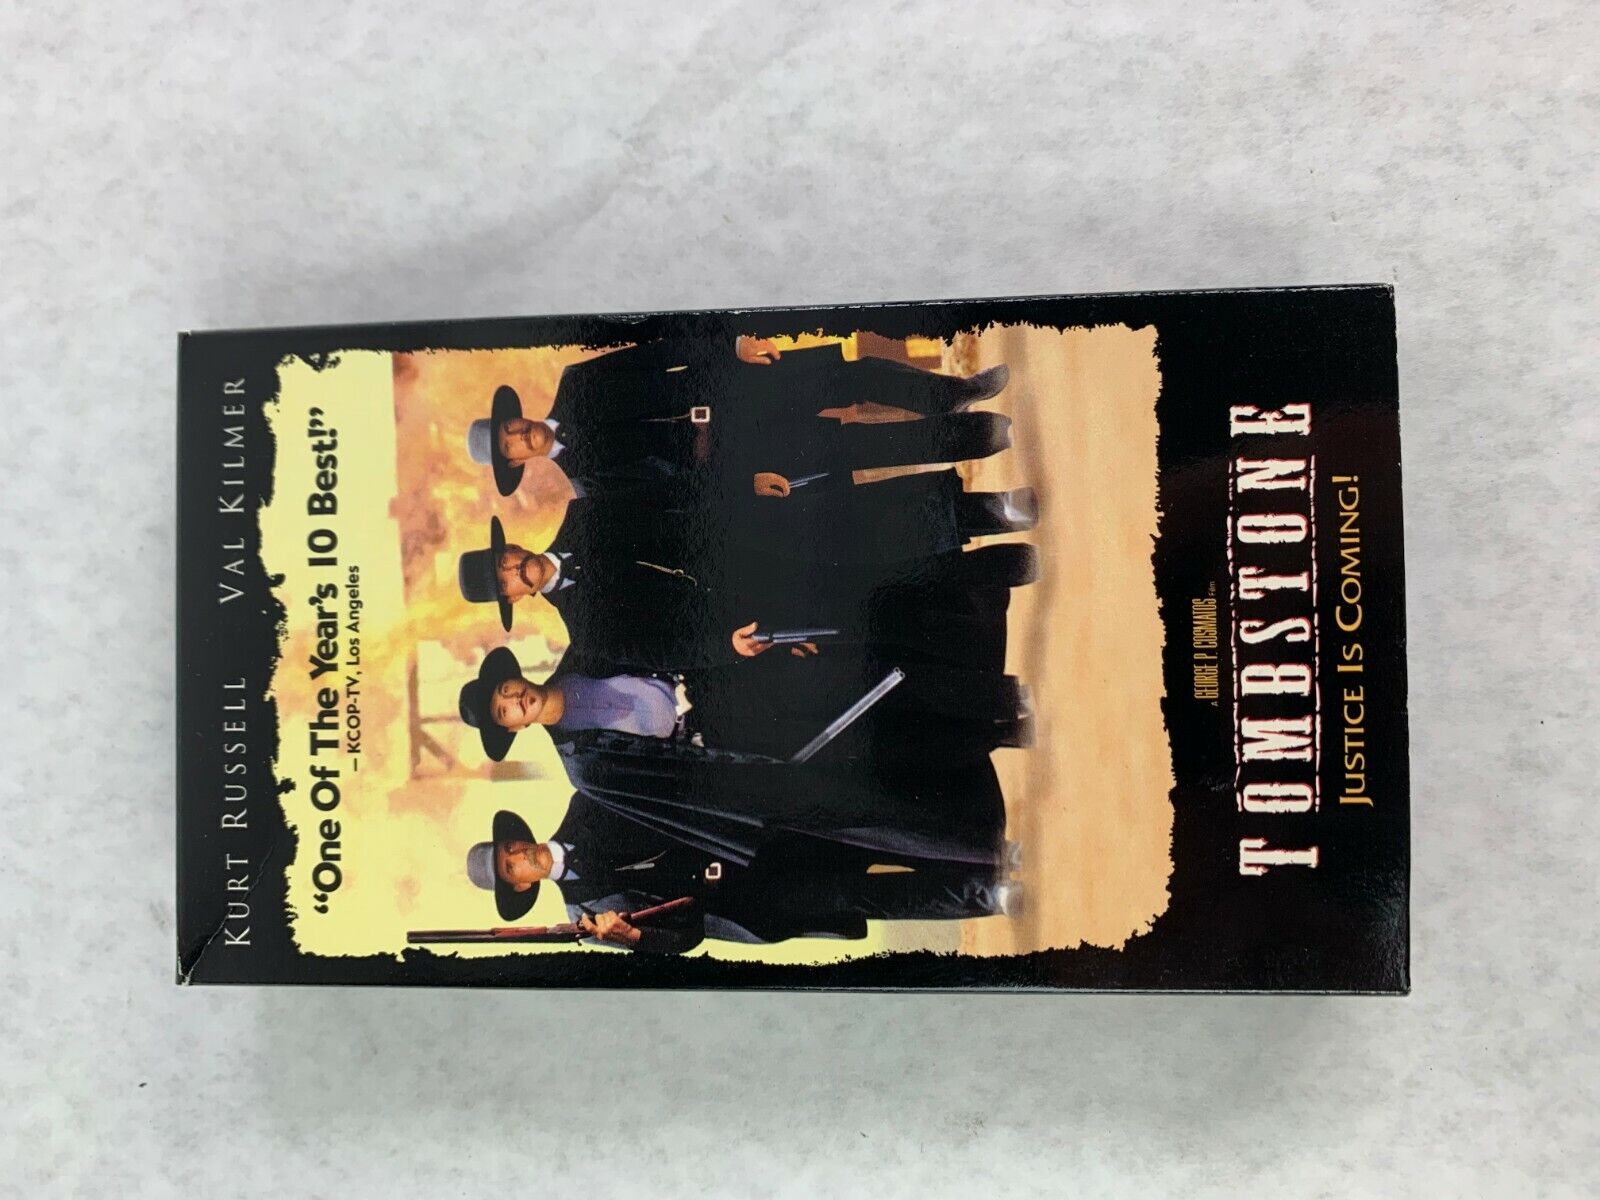 KURT RUSSELL VAL KILMER
“One Of The Year's 10 Best!”
– KCOP-TV, Los Angeles
A GEORGE P. COSMATOS Film
TOMBSTONE
JUSTICE IS COMING!